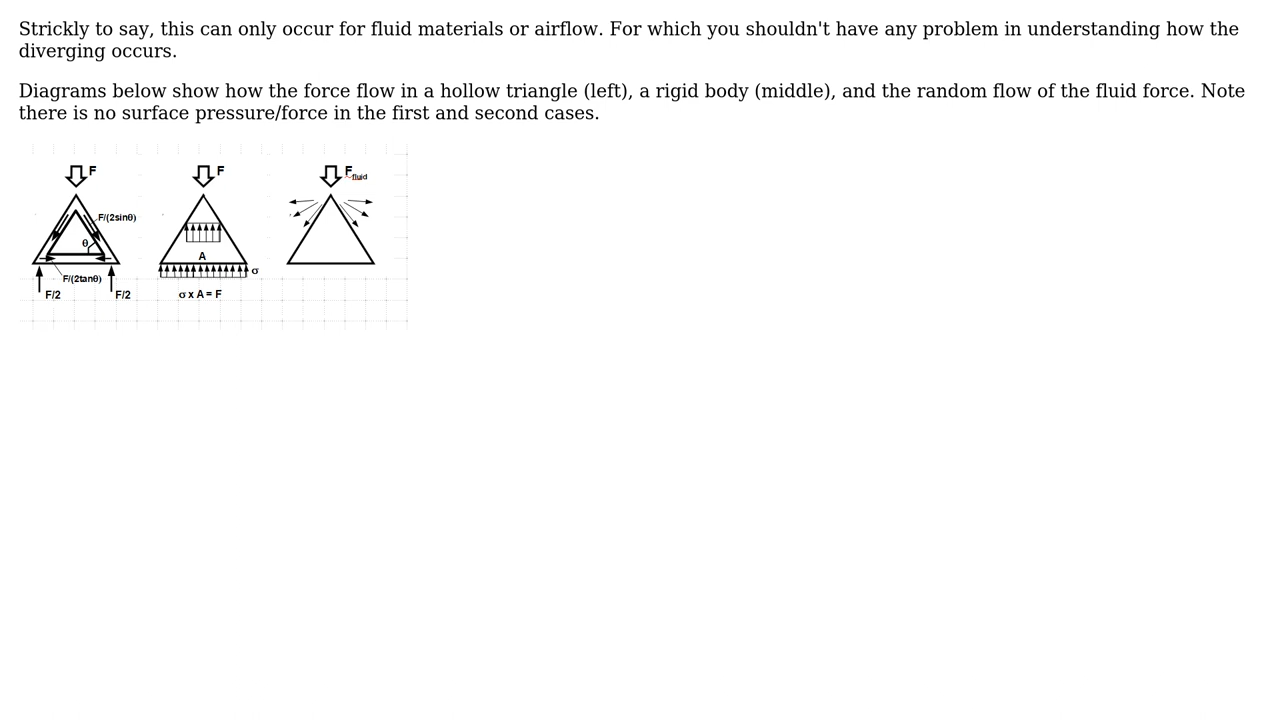 Strickly to say, this can only occur for fluid materials or airflow. For which you shouldn't have any problem in understanding how the
diverging occurs.
Diagrams below show how the force flow in a hollow triangle (left), a rigid body (middle), and the random flow of the fluid force. Note
there is no surface pressure/force in the first and second cases.
F
F
F fluid
F/(2sinθ)
θ
A
σ
F/(2tanθ)
F/2
F/2
σ x A = F